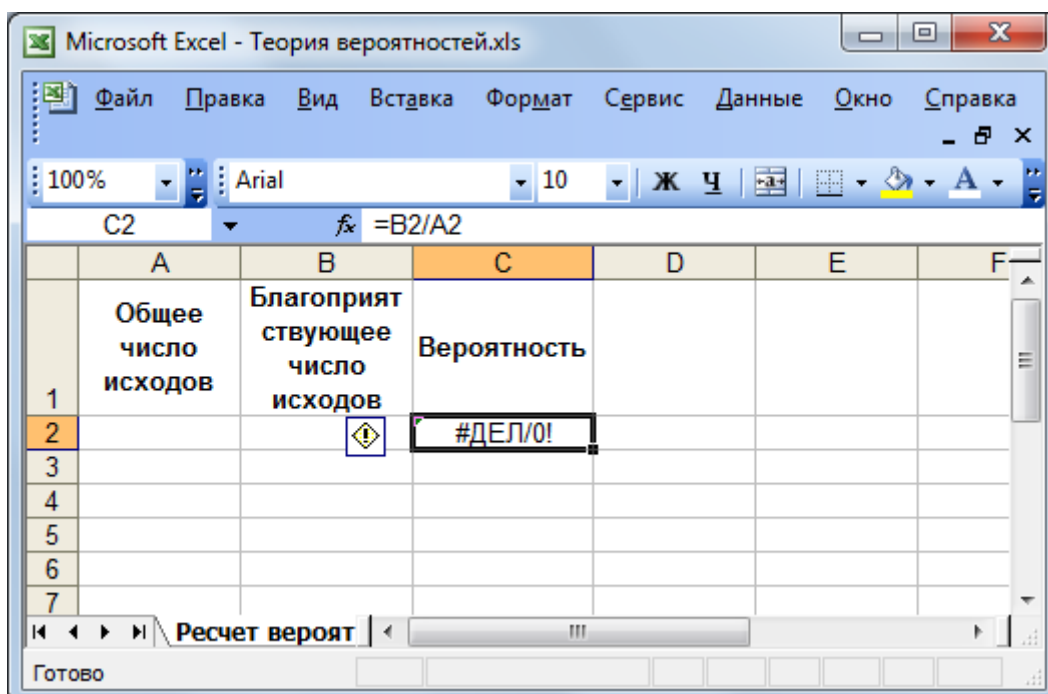 Microsoft Excel - Теория вероятностей.xls
Файл Правка Вид Вставка Формат Сервис Данные Окно Справка
100% Arial 10 Ж Ч a
A
C2 fx =B2/A2
A B C D E F
1
Общее
число
исходов
Благоприят
ствующее
число
исходов
Вероятность
2 #ДЕЛ/0!
3
4
5
6
7
Ресчет вероят
Готово